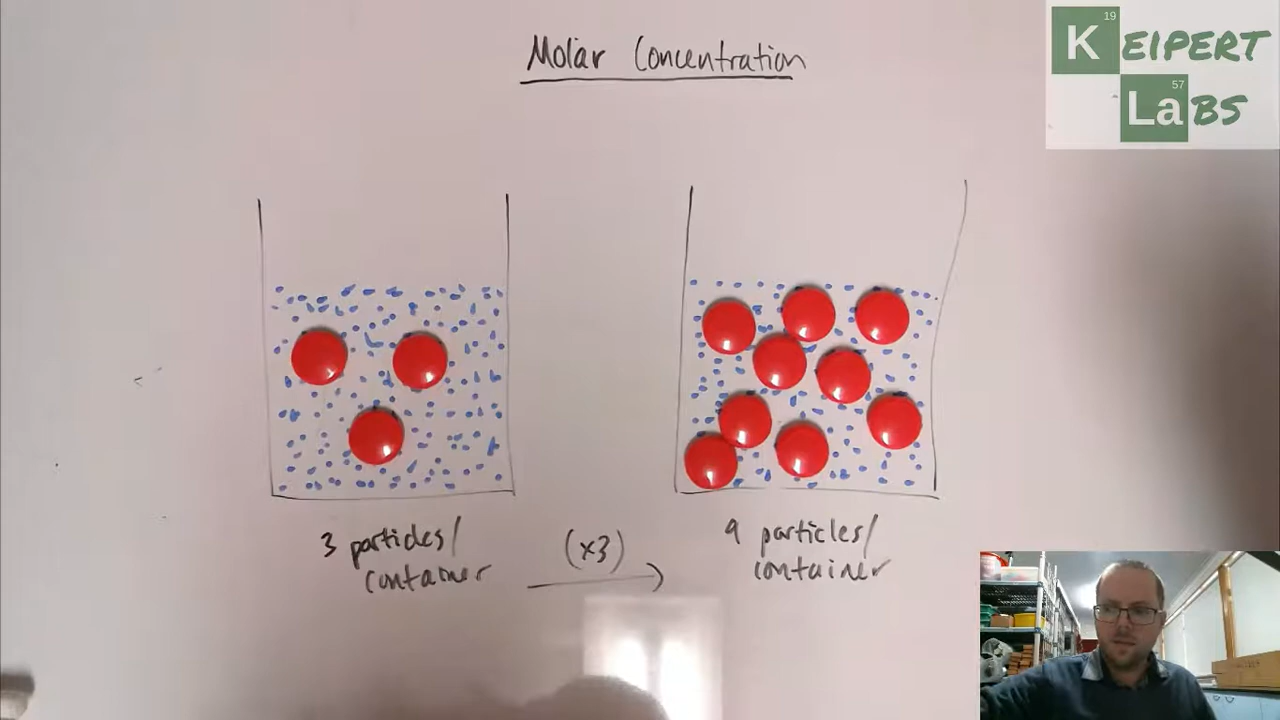 Molar Concentration
19
KEIPERT
57
LaBS
3 particles/
container
(x3)
9 particles/
container